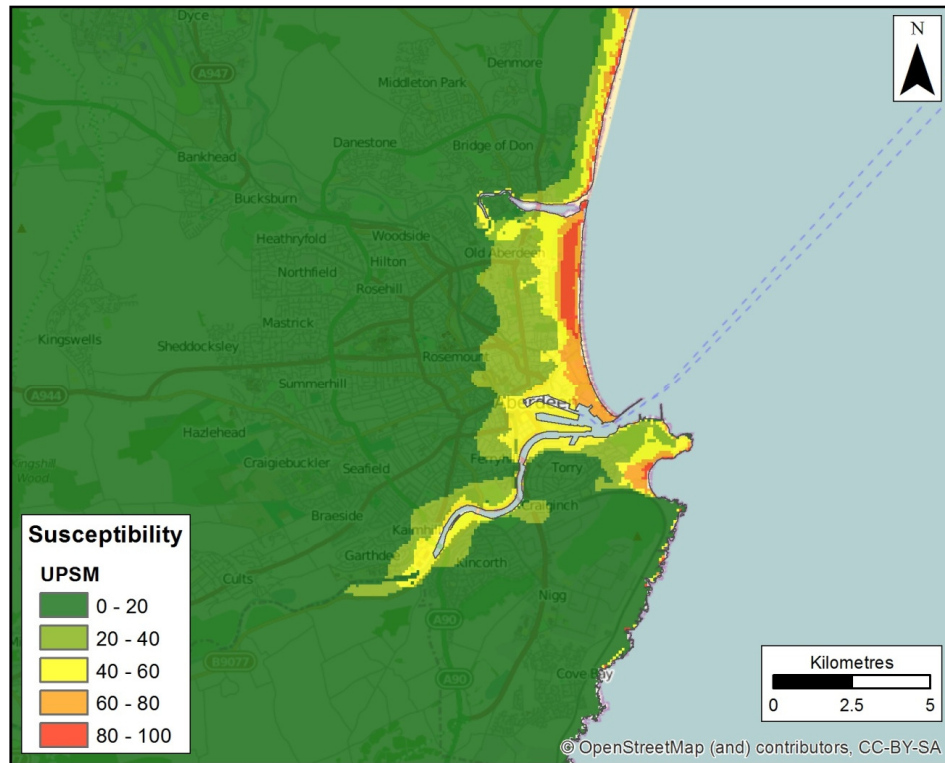 Dyce
N
A947
Denmore
Middleton Park
Danestone
Bridge of Don
Bankhead
Bucksburn
Heathryfold
Woodside
Old Aberdeen
Hilton
Northfield
Rosehill
Mastrick
Kingswells
Sheddocksley
Rosemount
Summerhill
A944
Aberdeen
Hazlehead
Kingshill
Wood
Craigiebuckler
Seafield
Torry
Craiginch
Braeside
Garthdee
Kincorth
Cults
Nigg
A90
B9077
A90
Cove Bay
Susceptibility
UPSM
0 - 20
20 - 40
40 - 60
60 - 80
80 - 100
Kilometres
0 2.5 5
© OpenStreetMap (and) contributors, CC-BY-SA